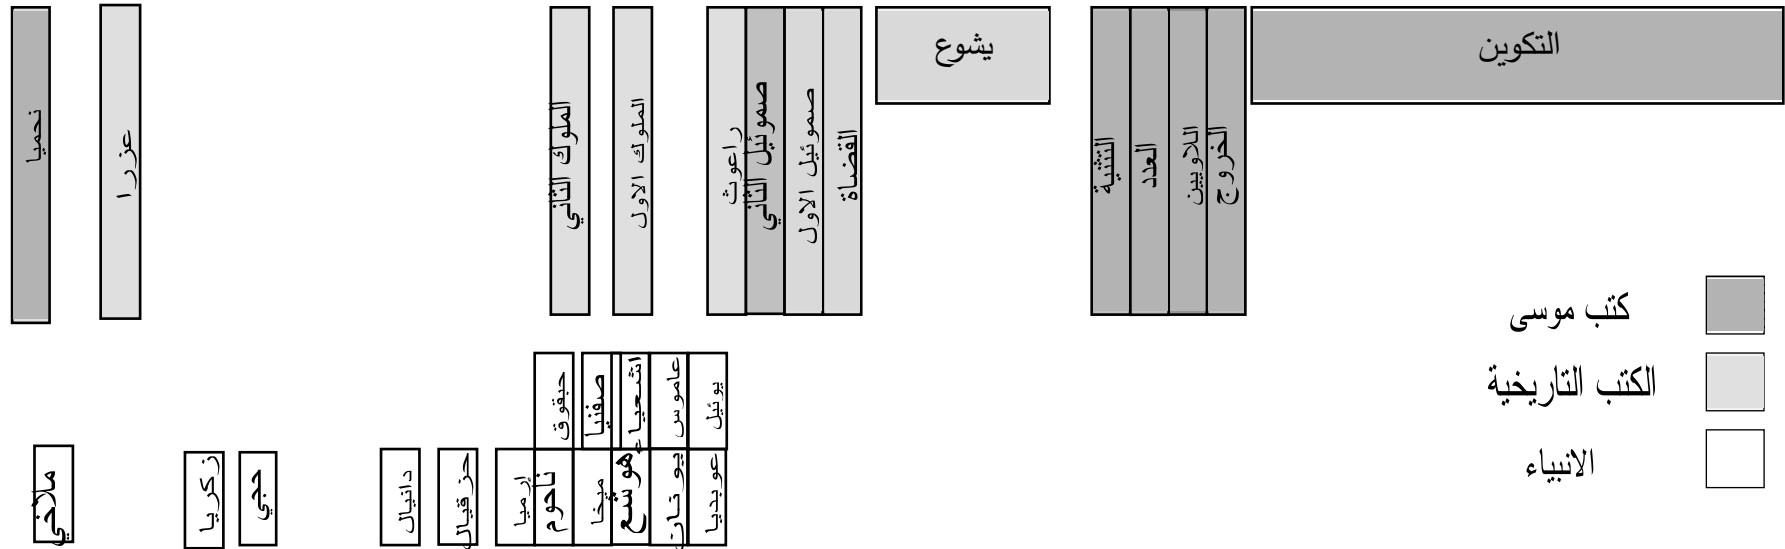 التكوين
يشوع
الخروج
اللاويين
العدد
التثنية
القضاة
صموئيل الاول
صموئيل الثاني
راعوث
الملوك الاول
الملوك الثاني
عزرا
نحميا
كتب موسى
الكتب التاريخية
الانبياء
يوئيل
عاموس
اشعياء
صفنيا
حبقوق
عوبديا
يونان
هوشع
ميخا
ناحوم
إرميا
حزقيال
دانيال
حجي
زكريا
ملاخي